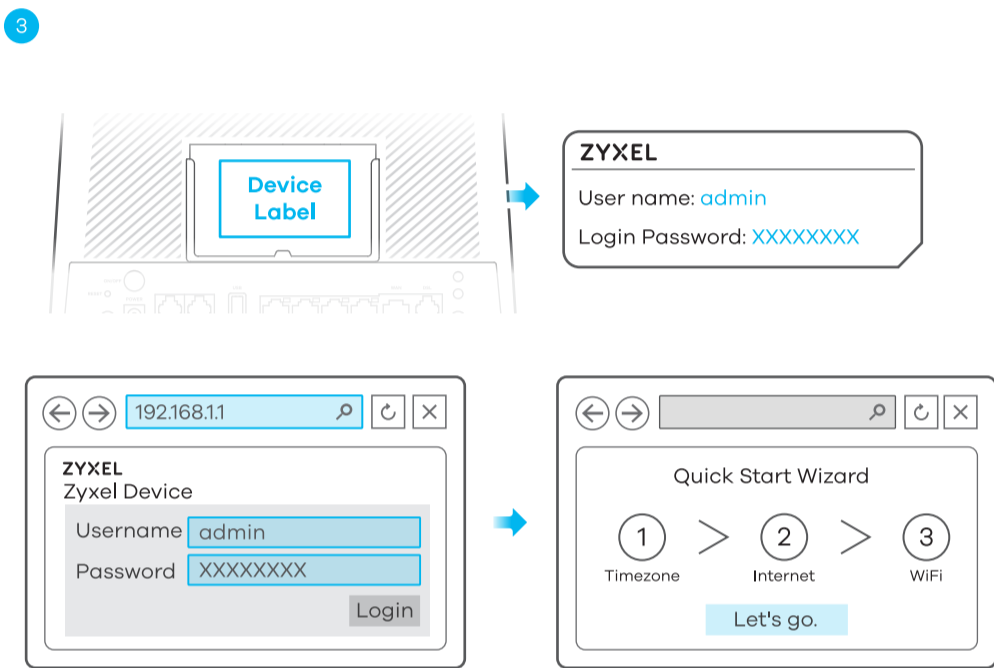 3
Device
Label
ZYXEL
User name: admin
Login Password: XXXXXXXX
192.168.1.1
ZYXEL
Zyxel Device
Username admin
Password XXXXXXXX
Login
Quick Start Wizard
1 > 2 > 3
Timezone Internet WiFi
Let's go.